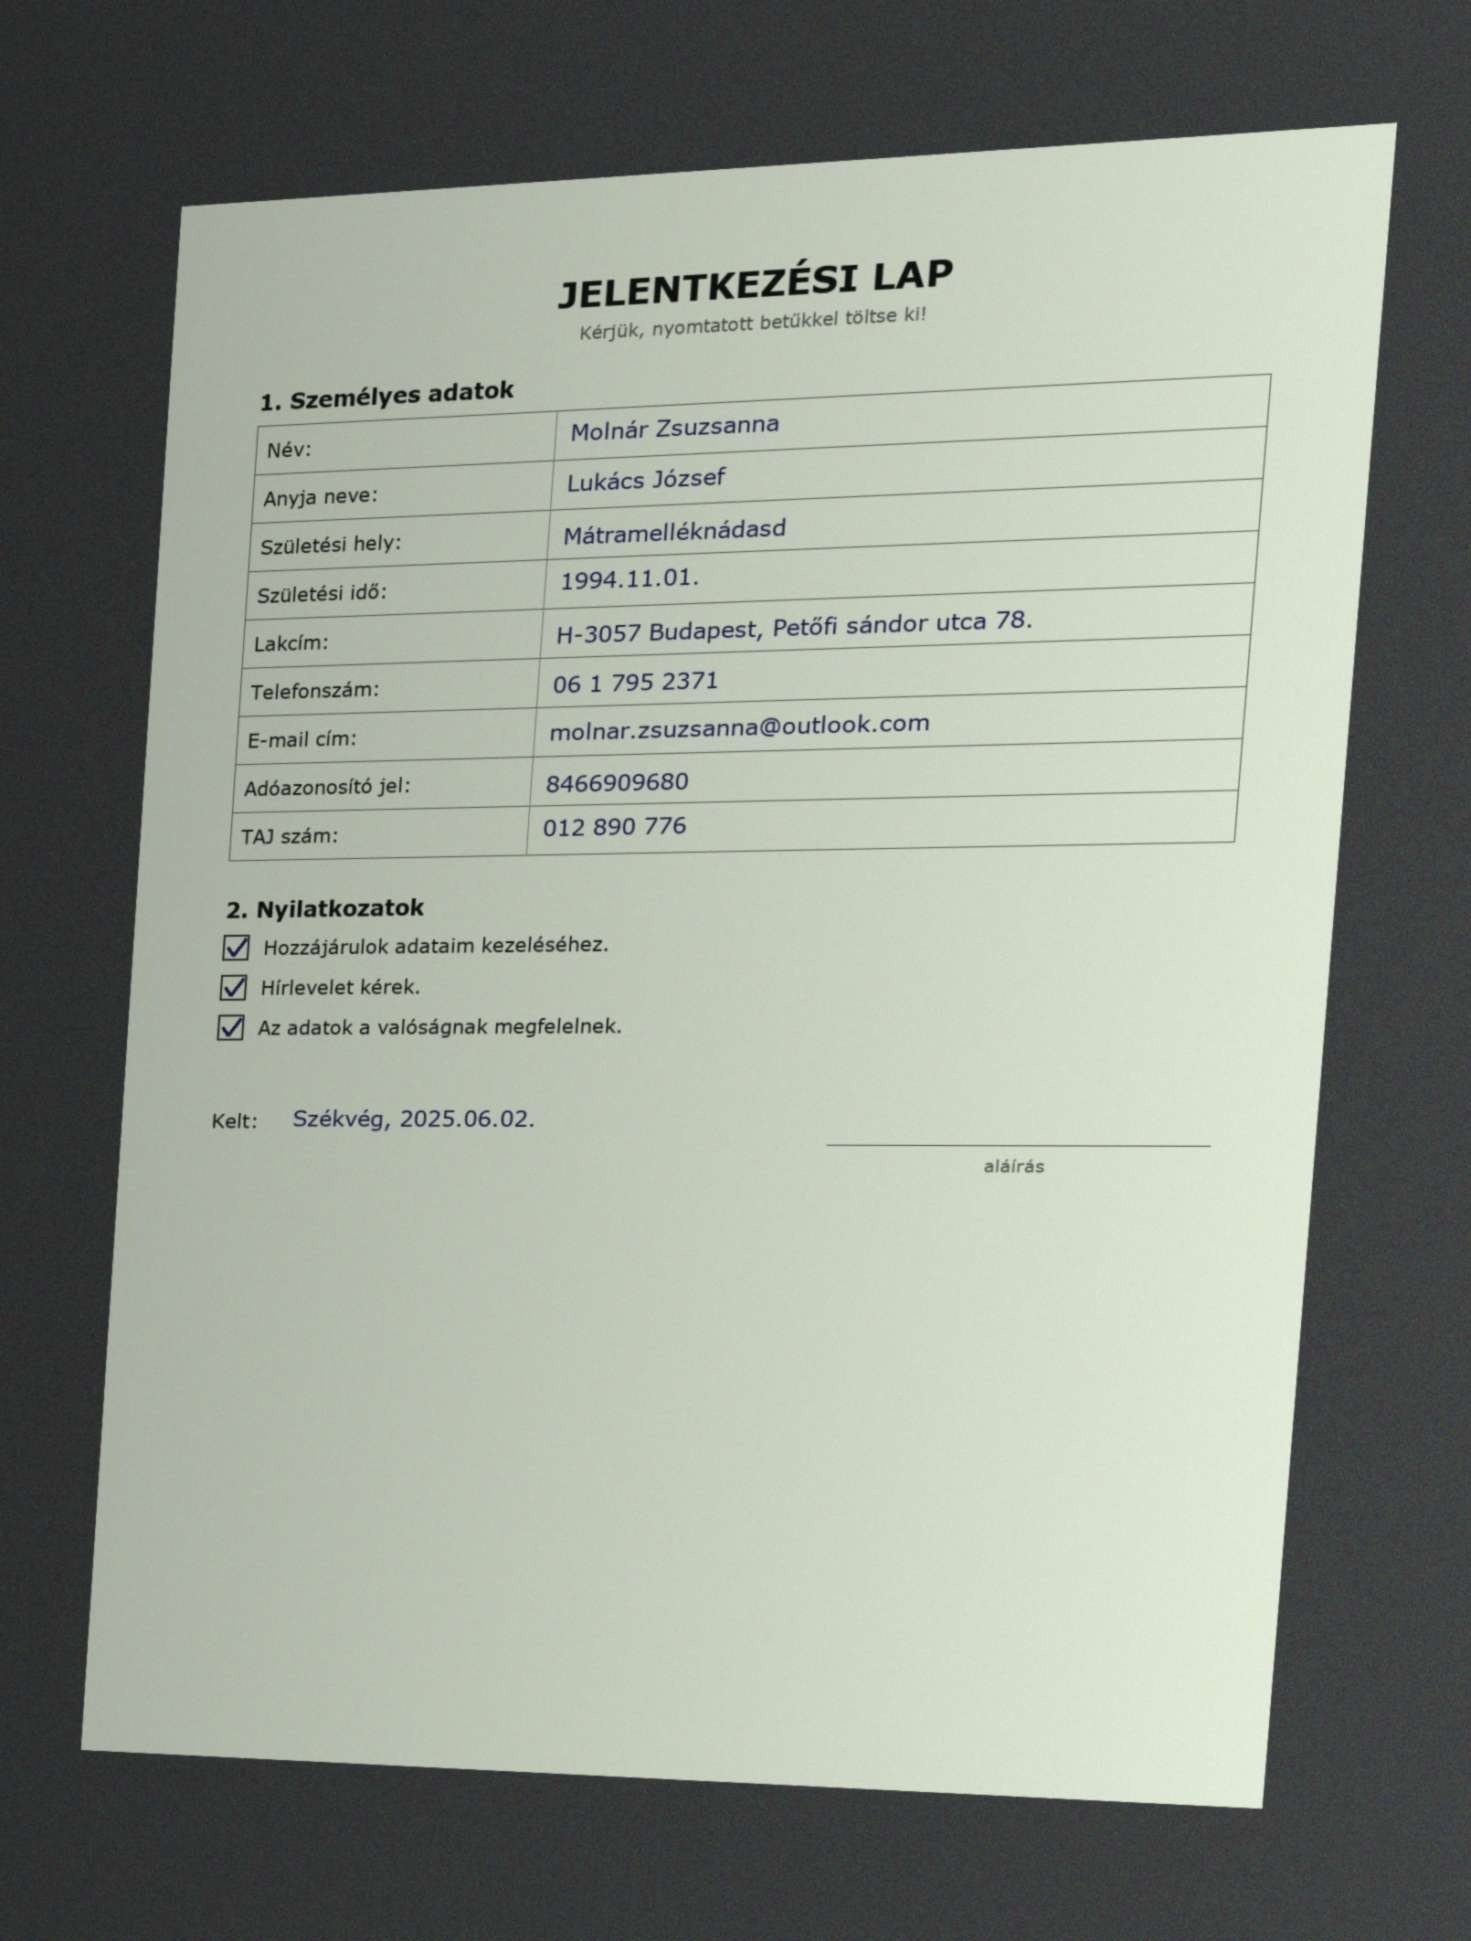 JELENTKEZÉSI LAP
Kérjük, nyomtatott betűkkel töltse ki!
1. Személyes adatok
Név: Molnár Zsuzsanna
Anyja neve: Lukács József
Születési hely: Mátramelléknádasd
Születési idő: 1994.11.01.
Lakcím: H-3057 Budapest, Petőfi sándor utca 78.
Telefonszám: 06 1 795 2371
E-mail cím: molnar.zsuzsanna@outlook.com
Adóazonosító jel: 8466909680
TAJ szám: 012 890 776
2. Nyilatkozatok
Hozzájárulok adataim kezeléséhez.
Hírlevelet kérek.
Az adatok a valóságnak megfelelnek.
Kelt: Székvég, 2025.06.02.
aláírás